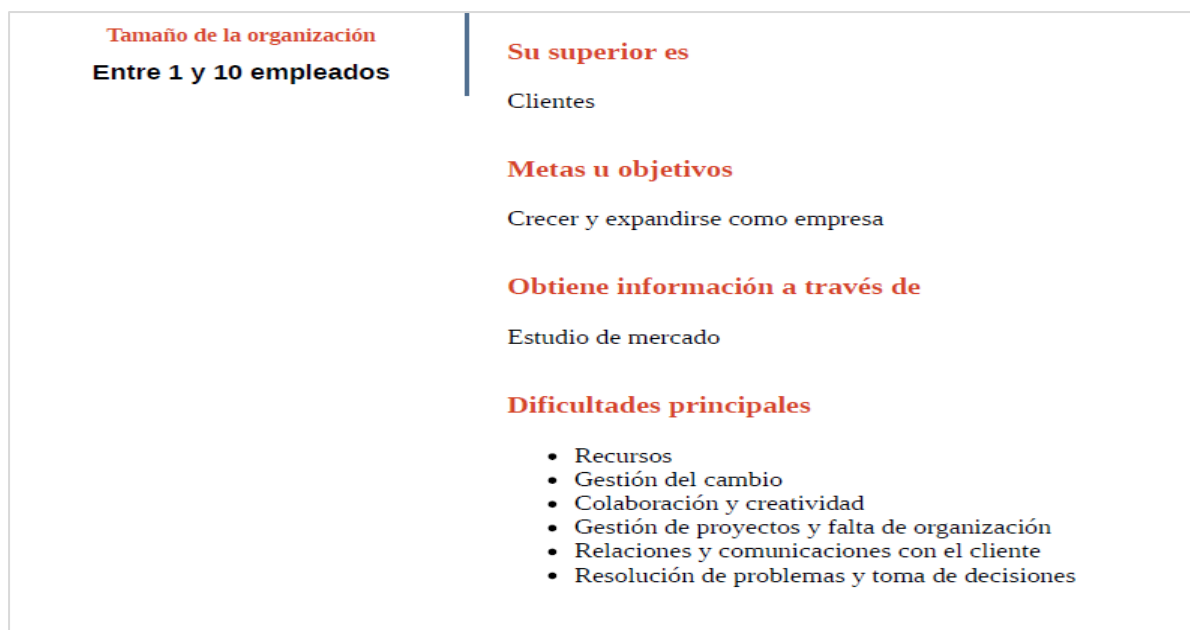 Tamaño de la organización
Entre 1 y 10 empleados
Su superior es
Clientes
Metas u objetivos
Crecer y expandirse como empresa
Obtiene información a través de
Estudio de mercado
Dificultades principales
• Recursos
• Gestión del cambio
• Colaboración y creatividad
• Gestión de proyectos y falta de organización
• Relaciones y comunicaciones con el cliente
• Resolución de problemas y toma de decisiones